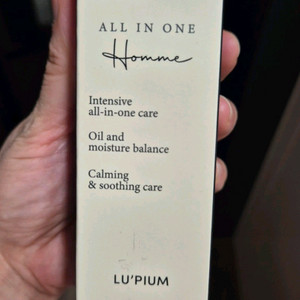 ALL IN ONE
Homme
Intensive
all-in-one care
Oil and
moisture balance
Calming
& soothing care
LU'PIUM